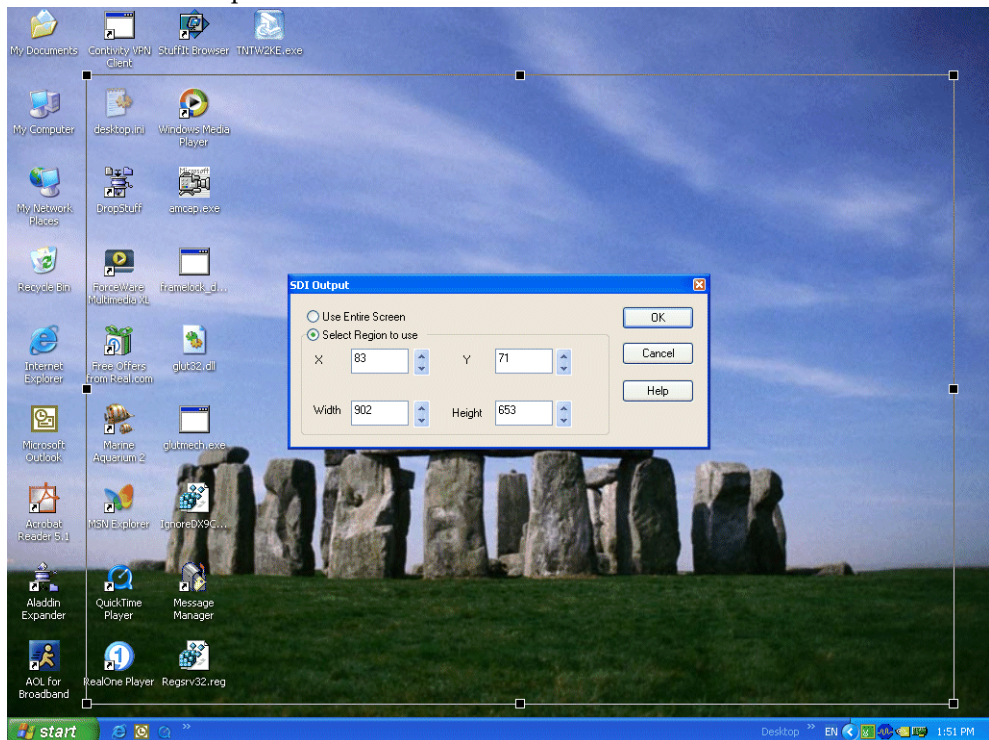 My Documents
Contivity VPN
Client
StuffIt Browser
TNTW2KE.exe
My Computer
desktop.ini
Windows Media
Player
My Network
Places
DropStuff
Microsoft
amcap.exe
Recycle Bin
ForceWare
Multimedia XL
framelock_d...
Internet
Explorer
Free Offers
from Real.com
glut32.dll
Microsoft
Outlook
Marine
Aquarium 2
glutmech.exe
Acrobat
Reader 5.1
MSN Explorer
IgnoreDX9C...
Aladdin
Expander
QuickTime
Player
Message
Manager
AOL for
Broadband
RealOne Player
Regsrv32.reg
SDI Output
Use Entire Screen
Select Region to use
X 83 Y 71
Width 902 Height 653
OK
Cancel
Help
start
Desktop » EN 1:51 PM